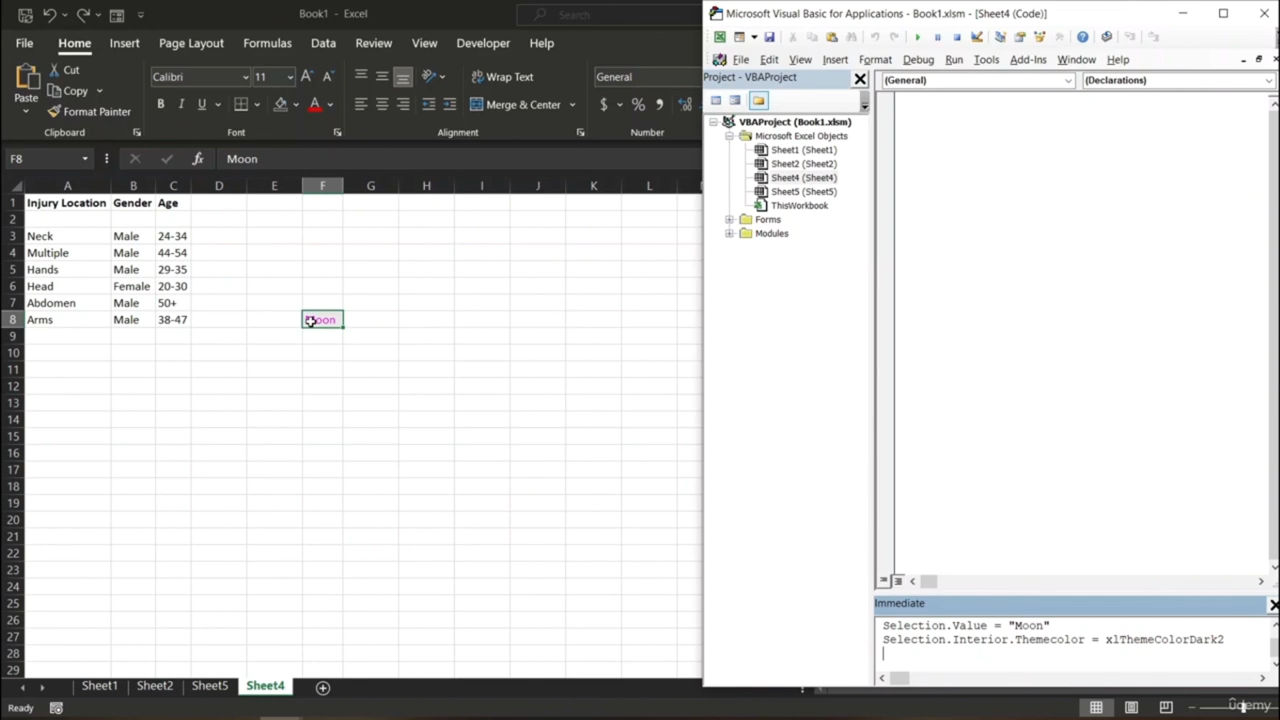 Book1 - Excel
Search
Microsoft Visual Basic for Applications - Book1.xlsm - [Sheet4 (Code)]
Home Insert Page Layout Formulas Data Review View Developer Help
File Edit View Insert Format Debug Run Tools Add-Ins Window Help
Paste
Cut
Copy
Format Painter
Clipboard
Calibri 11
B I U
Font
Wrap Text
Merge & Center
Alignment
General
$ %
Number
F8 fx Moon
A B C D E F G H I J K L
1 Injury Location Gender Age
2
3 Neck Male 24-34
4 Multiple Male 44-54
5 Hands Male 29-35
6 Head Female 20-30
7 Abdomen Male 50+
8 Arms Male 38-47 Moon
9
10
11
12
13
14
15
16
17
18
19
20
21
22
23
24
25
26
27
28
29
Sheet1 Sheet2 Sheet5 Sheet4
Ready
Project - VBAProject
VBAProject (Book1.xlsm)
Microsoft Excel Objects
Sheet1 (Sheet1)
Sheet2 (Sheet2)
Sheet4 (Sheet4)
Sheet5 (Sheet5)
ThisWorkbook
Forms
Modules
(General) (Declarations)
Immediate
Selection.Value = "Moon"
Selection.Interior.Themecolor = xlThemeColorDark2
ûdemy